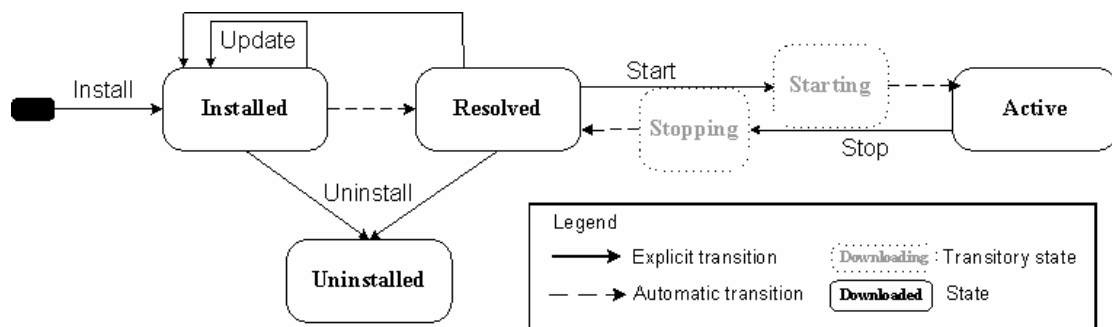 Update
Install
Installed
Resolved
Start
Starting
Stopping
Active
Stop
Uninstall
Uninstalled
Legend
Explicit transition
Downloading
Transitory state
Automatic transition
Downloaded
State